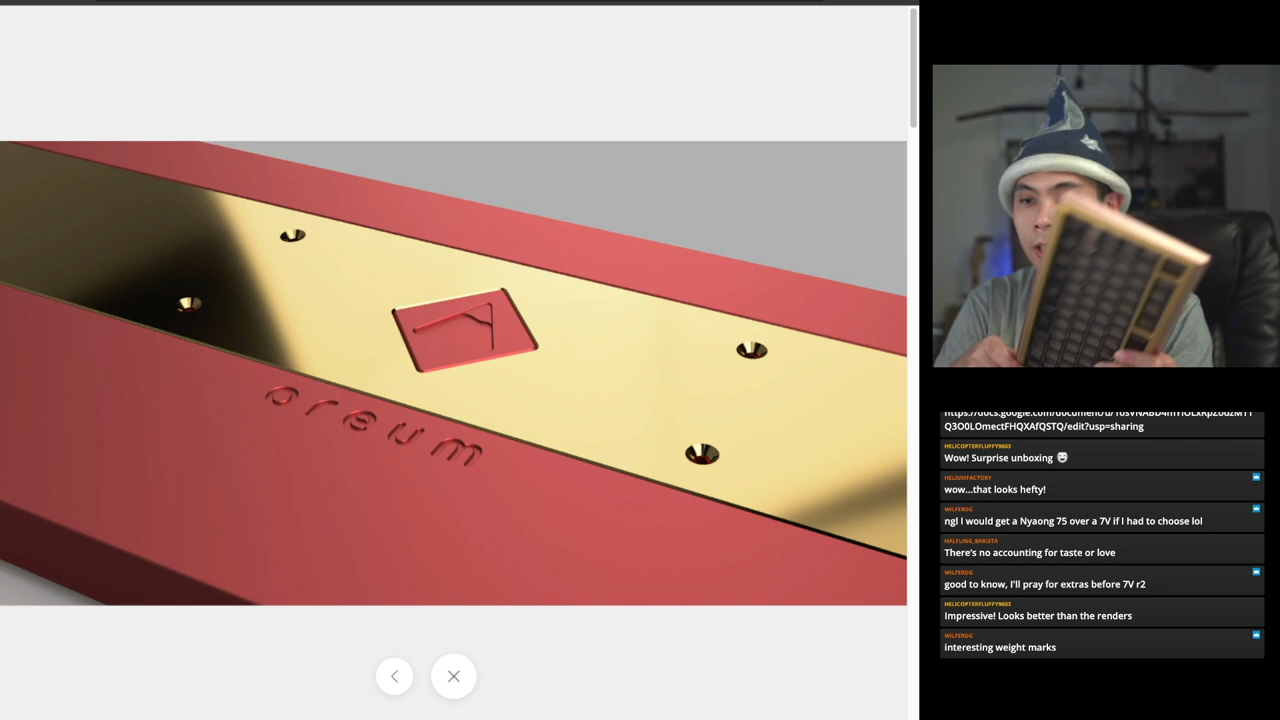 oreum
Q3O0LOmectFHQXAfQSTQ/edit?usp=sharing
HELICOPTERFLUFFY9603
Wow! Surprise unboxing
HELIUMFACTORY
wow...that looks hefty!
WILFERDG
ngl I would get a Nyaong 75 over a 7V if I had to choose lol
HALFLING_BARISTA
There's no accounting for taste or love
WILFERDG
good to know, I'll pray for extras before 7V r2
HELICOPTERFLUFFY9603
Impressive! Looks better than the renders
WILFERDG
interesting weight marks